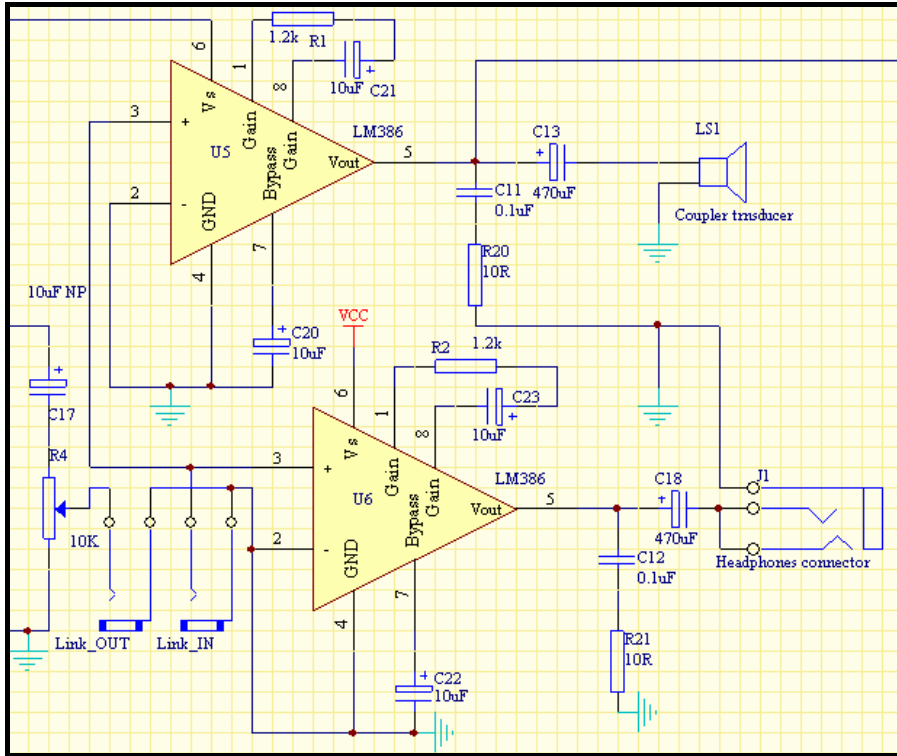 1.2k
R1
6
1
8
10uF
C21
3
Vs
Gain
Gain
LM386
+
U5
Vout
5
Bypass
C13
470uF
LS1
2
-
GND
C11
0.1uF
Coupler trnsducer
4
7
R20
10R
10uF NP
C20
10uF
VCC
R2
1.2k
C17
6
1
8
C23
10uF
R4
3
Vs
Gain
Gain
LM386
+
U6
Vout
5
Bypass
C18
470uF
J1
10K
2
-
GND
C12
0.1uF
Headphones connector
4
7
Link_OUT
Link_IN
R21
10R
C22
10uF